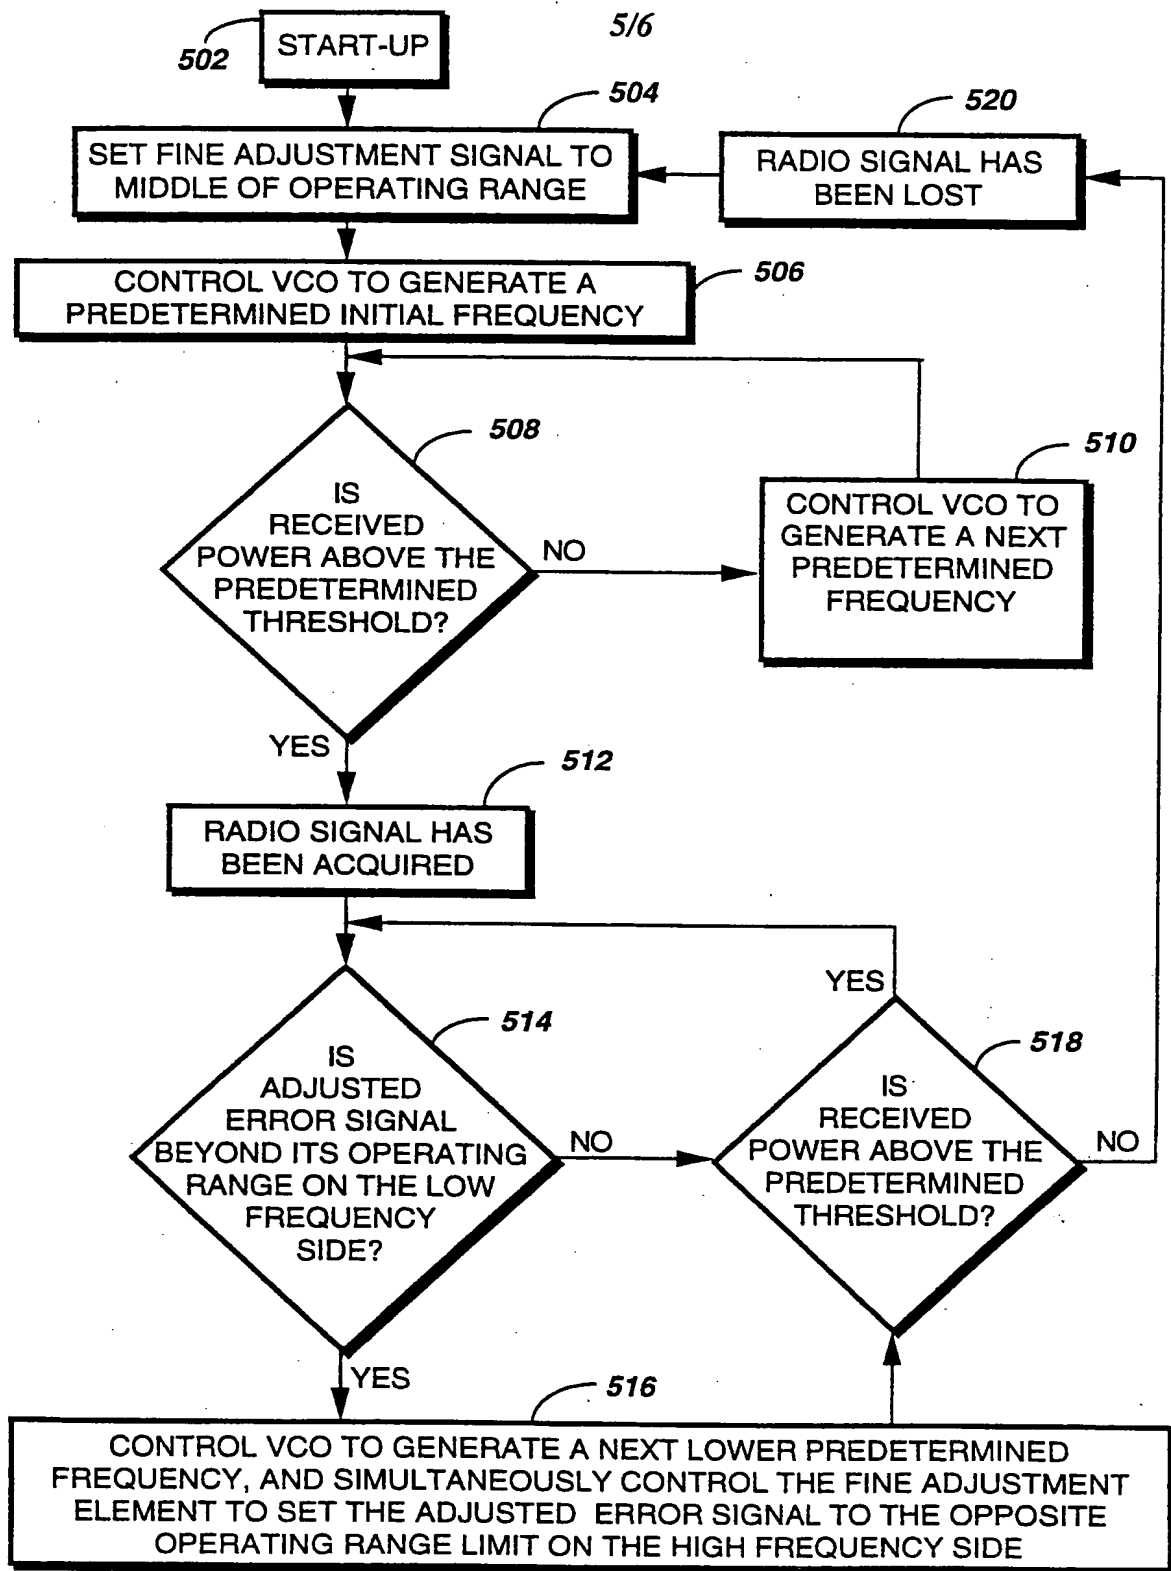 5/6
502
START-UP
504
SET FINE ADJUSTMENT SIGNAL TO
MIDDLE OF OPERATING RANGE
520
RADIO SIGNAL HAS
BEEN LOST
CONTROL VCO TO GENERATE A
PREDETERMINED INITIAL FREQUENCY
506
508
IS
RECEIVED
POWER ABOVE THE
PREDETERMINED
THRESHOLD?
NO
510
CONTROL VCO TO
GENERATE A NEXT
PREDETERMINED
FREQUENCY
YES
512
RADIO SIGNAL HAS
BEEN ACQUIRED
514
IS
ADJUSTED
ERROR SIGNAL
BEYOND ITS OPERATING
RANGE ON THE LOW
FREQUENCY
SIDE?
NO
YES
518
IS
RECEIVED
POWER ABOVE THE
PREDETERMINED
THRESHOLD?
NO
YES
516
CONTROL VCO TO GENERATE A NEXT LOWER PREDETERMINED
FREQUENCY, AND SIMULTANEOUSLY CONTROL THE FINE ADJUSTMENT
ELEMENT TO SET THE ADJUSTED ERROR SIGNAL TO THE OPPOSITE
OPERATING RANGE LIMIT ON THE HIGH FREQUENCY SIDE